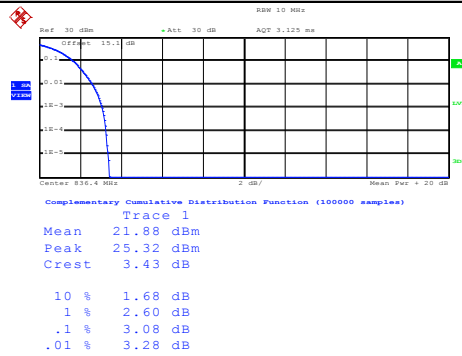 RBW 10 MHz
Ref 30 dBm * Att 30 dB AQT 3.125 ms
Offset 15.1 dB
0.1
A
0.01
1 SA
VIEW
1E-3
LV
1E-4
1E-5
3D
Center 836.4 MHz 2 dB/ Mean Pwr + 20 dB
Complementary Cumulative Distribution Function (100000 samples)
Trace 1
Mean 21.88 dBm
Peak 25.32 dBm
Crest 3.43 dB
10 % 1.68 dB
1 % 2.60 dB
.1 % 3.08 dB
.01 % 3.28 dB